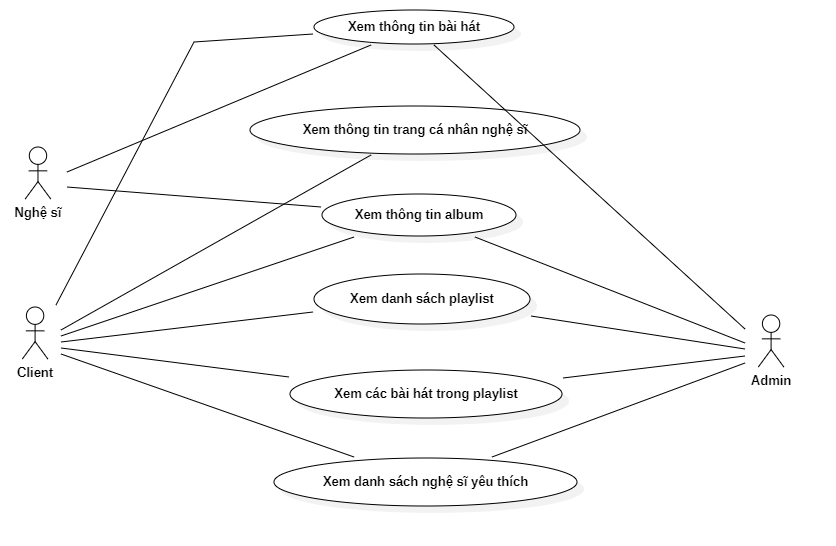 Xem thông tin bài hát
Xem thông tin trang cá nhân nghệ sĩ
Nghệ sĩ
Xem thông tin album
Xem danh sách playlist
Client
Admin
Xem các bài hát trong playlist
Xem danh sách nghệ sĩ yêu thích